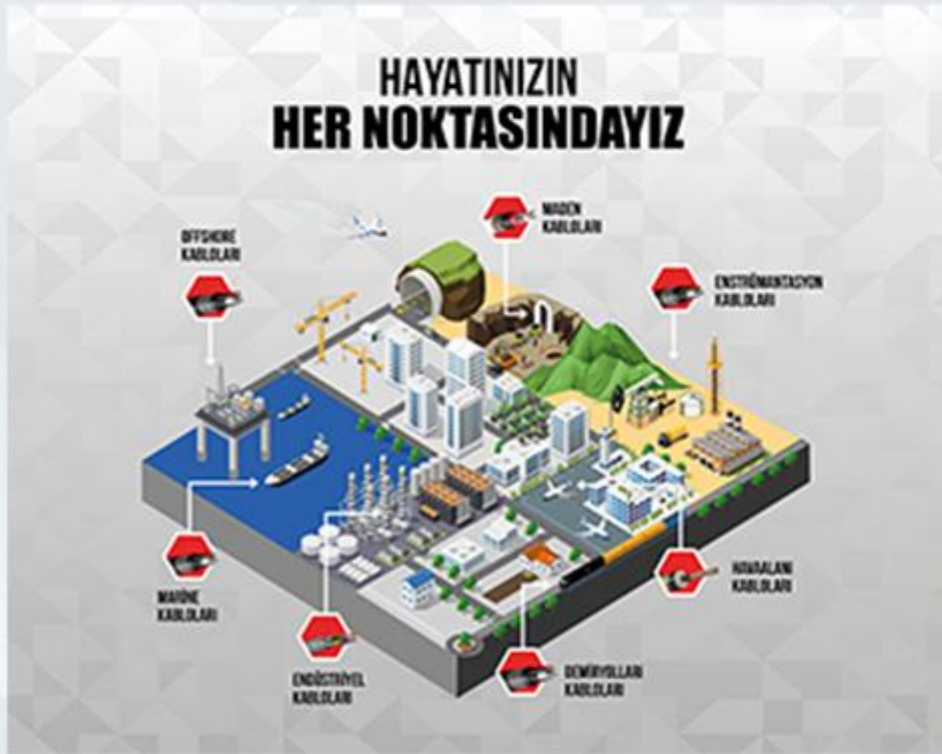 HAYATINIZIN
HER NOKTASINDAYIZ
MADEN
KABLOLARI
OFFSHORE
KABLOLARI
ENSTRÜMANTASYON
KABLOLARI
HAVAALANI
KABLOLARI
MARİNE
KABLOLARI
ENDÜSTRİYEL
KABLOLARI
DEMİRYOLLARI
KABLOLARI